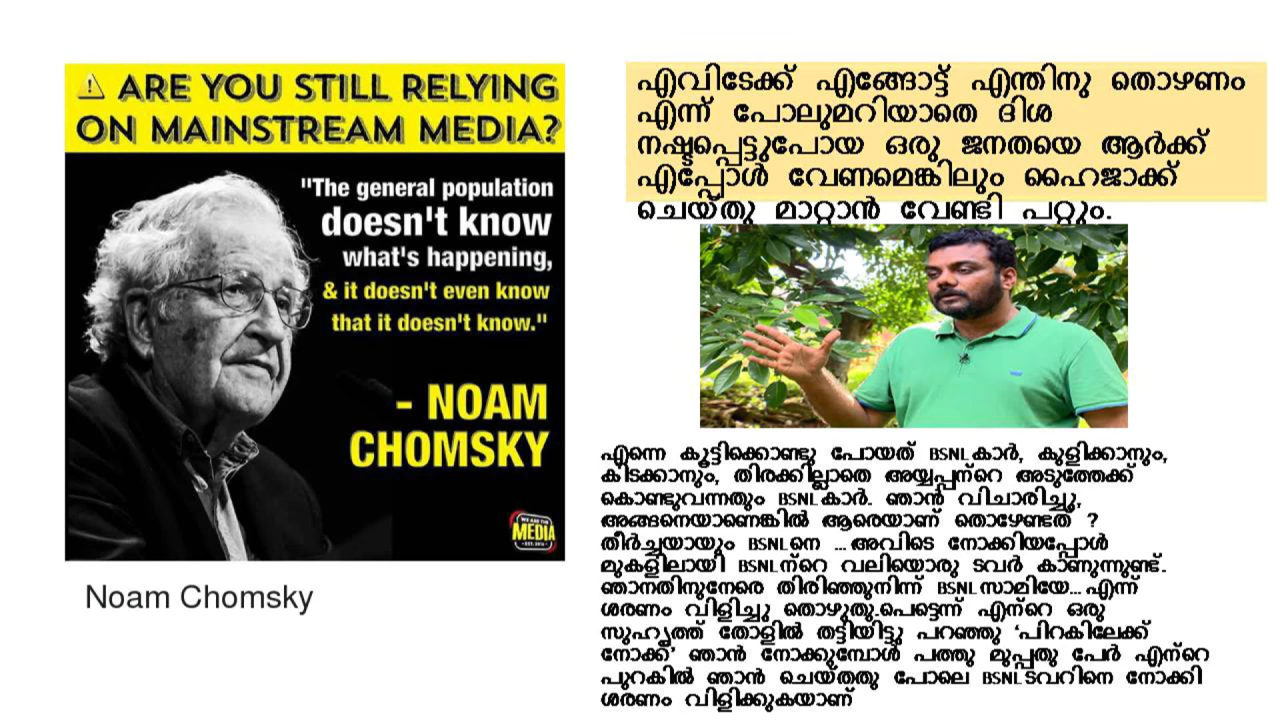 ⚠ ARE YOU STILL RELYING
ON MAINSTREAM MEDIA?
"The general population
doesn't know
what's happening,
& it doesn't even know
that it doesn't know."
- NOAM
CHOMSKY
WE ARE THE
MEDIA
Noam Chomsky
എവിടേക്ക് എങ്ങോട്ട് എന്തിനു തൊഴണം
എന്ന് പോലുമറിയാതെ ദിശ
നഷ്ടപ്പെട്ടുപോയ ഒരു ജനതയെ ആർക്ക്
എപ്പോൾ വേണമെങ്കിലും ഹൈജാക്ക്
ചെയ്തു മാറ്റാൻ വേണ്ടി പറ്റും.
എന്നെ കൂട്ടിക്കൊണ്ടു പോയത് BSNLകാർ, കുളിക്കാനും,
കിടക്കാനും, തിരക്കില്ലാതെ അയ്യപ്പന്റെ അടുത്തേക്ക്
കൊണ്ടുവന്നതും BSNLകാർ. ഞാൻ വിചാരിച്ചു,
അങ്ങനെയാണെങ്കിൽ ആരെയാണ് തൊഴേണ്ടത് ?
തീർച്ചയായും BSNLനെ ...അവിടെ നോക്കിയപ്പോൾ
മുകളിലായി BSNLന്റെ വലിയൊരു ടവർ കാണുന്നുണ്ട്.
ഞാനതിനുനേരെ തിരിഞ്ഞുനിന്ന് BSNLസാമിയേ...എന്ന്
ശരണം വിളിച്ചു തൊഴുതു.പെട്ടെന്ന് എന്റെ ഒരു
സുഹൃത്ത് തോളിൽ തട്ടിയിട്ടു പറഞ്ഞു ‘പിറകിലേക്ക്
നോക്ക്’ ഞാൻ നോക്കുമ്പോൾ പത്തു മുപ്പതു പേർ എന്റെ
പുറകിൽ ഞാൻ ചെയ്തതു പോലെ BSNLടവറിനെ നോക്കി
ശരണം വിളിക്കുകയാണ്